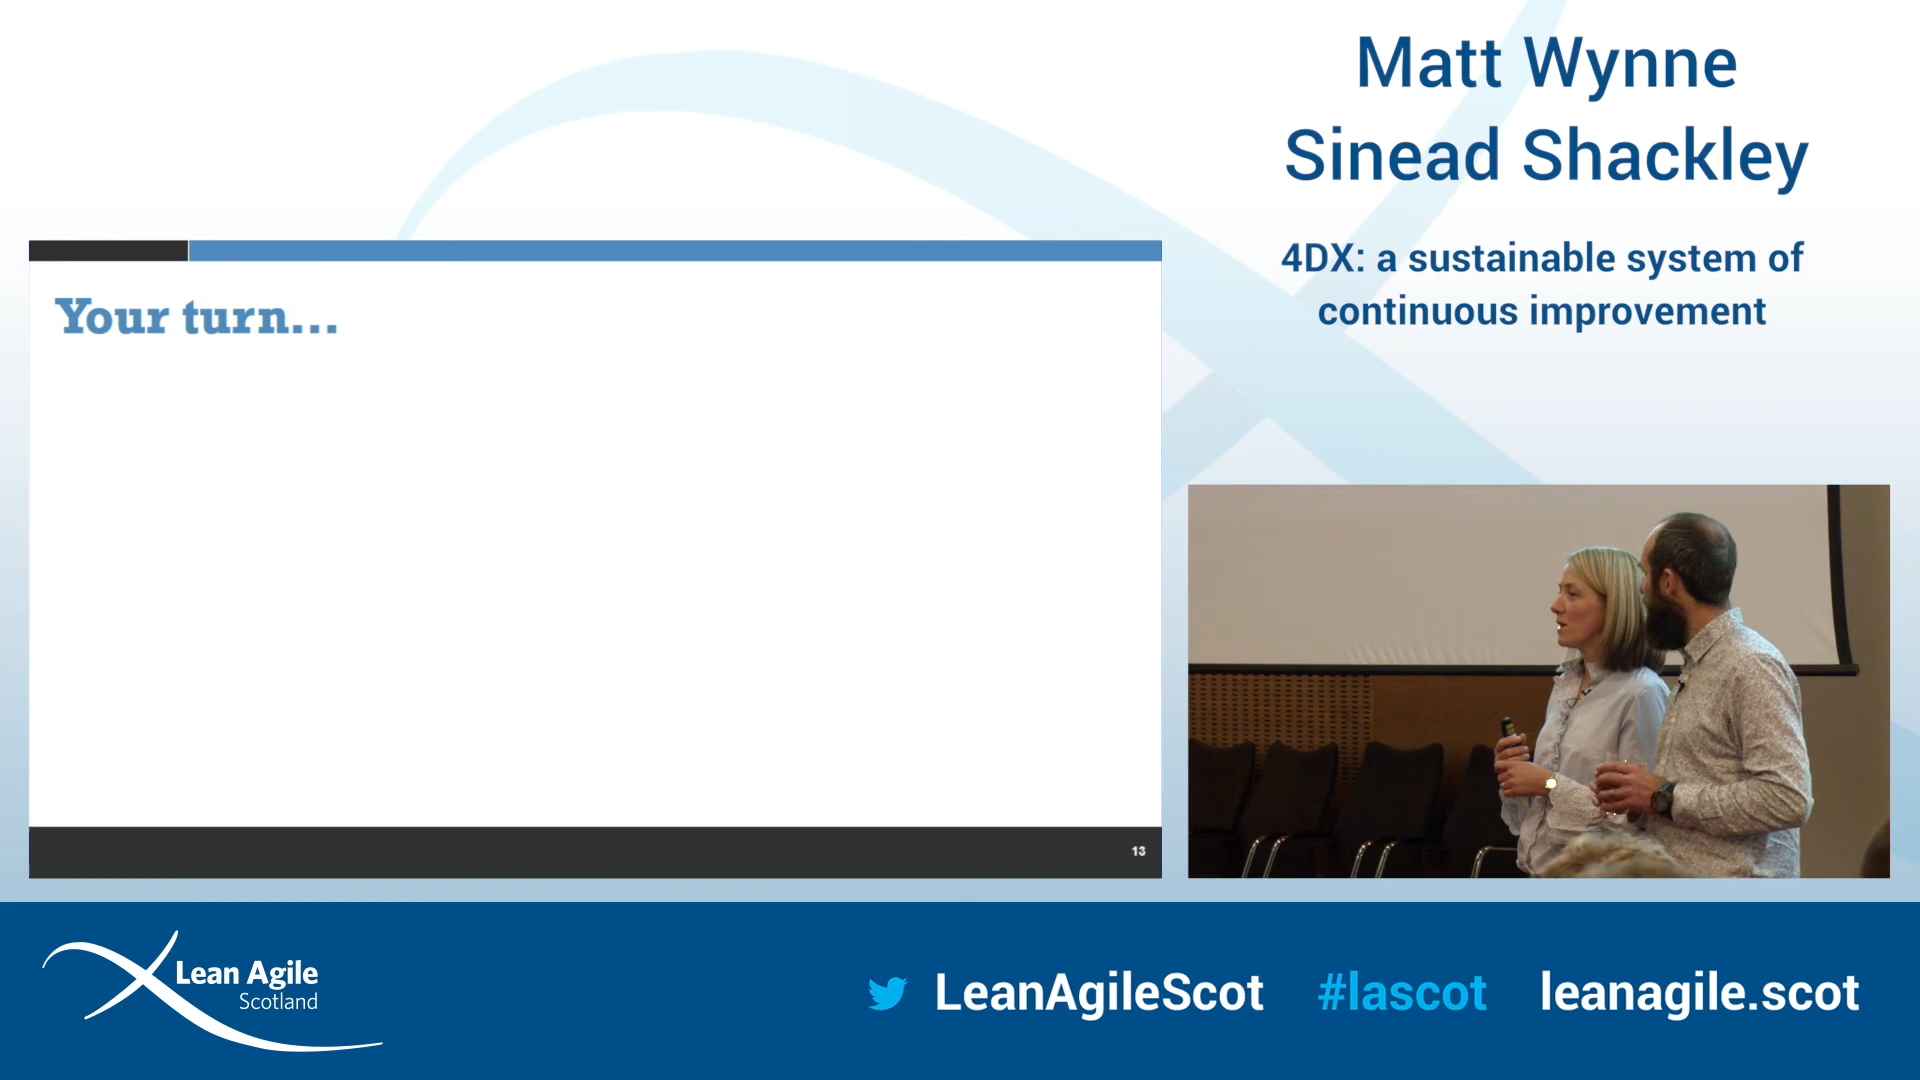 Matt Wynne
Sinead Shackley
4DX: a sustainable system of
continuous improvement
Your turn...
13
Lean Agile
Scotland
LeanAgileScot
#lascot
leanagile.scot